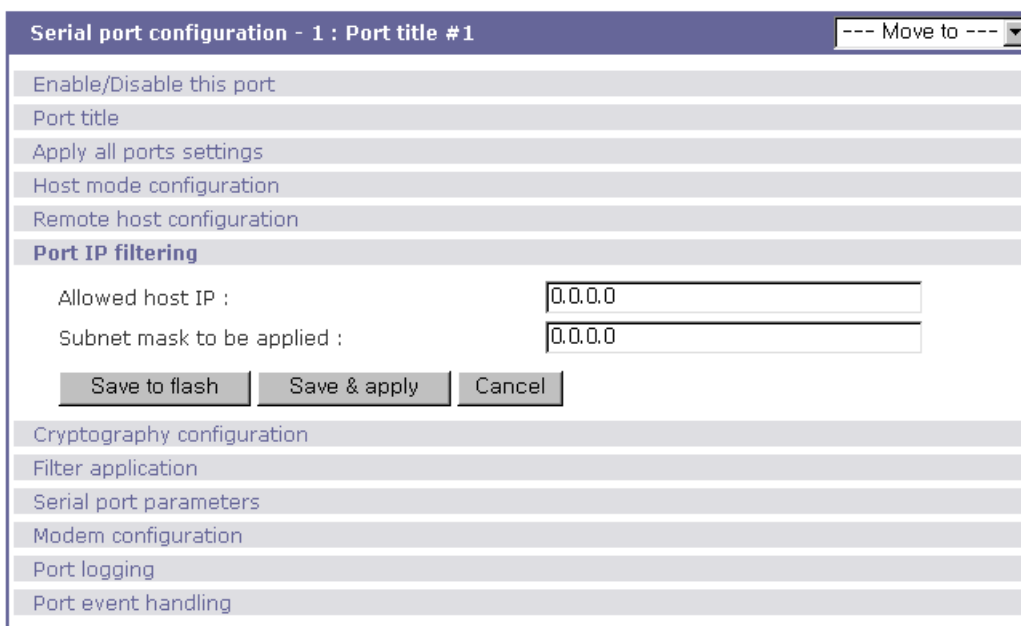 Serial port configuration - 1 : Port title #1 --- Move to ---
Enable/Disable this port
Port title
Apply all ports settings
Host mode configuration
Remote host configuration
Port IP filtering
Allowed host IP : 0.0.0.0
Subnet mask to be applied : 0.0.0.0
Save to flash Save & apply Cancel
Cryptography configuration
Filter application
Serial port parameters
Modem configuration
Port logging
Port event handling